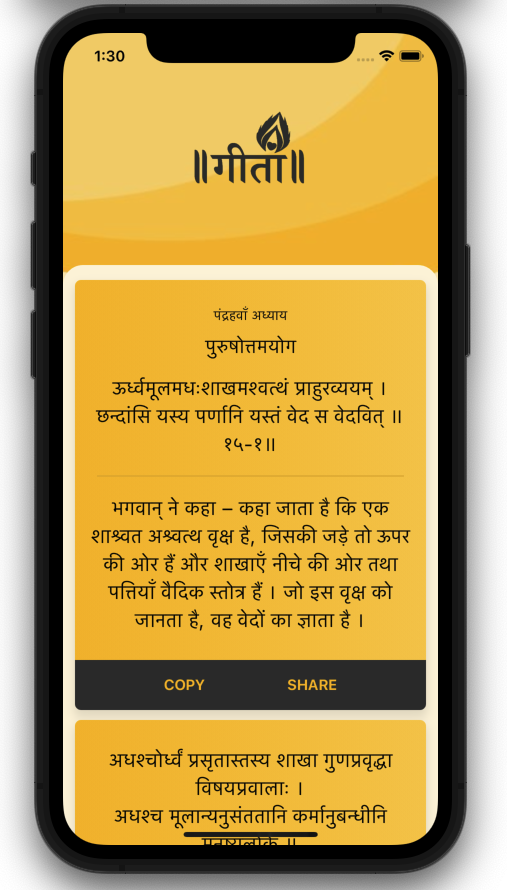 1:30
॥गीता॥
पंद्रहवाँ अध्याय
पुरुषोत्तमयोग
ऊर्ध्वमूलमधःशाखमश्वत्थं प्राहुरव्ययम् ।
छन्दांसि यस्य पर्णानि यस्तं वेद स वेदवित् ॥
१५-१॥
भगवान् ने कहा – कहा जाता है कि एक
शाश्र्वत अश्र्वत्थ वृक्ष है, जिसकी जड़े तो ऊपर
की ओर हैं और शाखाएँ नीचे की ओर तथा
पत्तियाँ वैदिक स्तोत्र हैं । जो इस वृक्ष को
जानता है, वह वेदों का ज्ञाता है ।
COPY SHARE
अधश्चोर्ध्वं प्रसृतास्तस्य शाखा गुणप्रवृद्धा
विषयप्रवालाः ।
अधश्च मूलान्यनुसंततानि कर्मानुबन्धीनि
मनुष्यलोके ॥